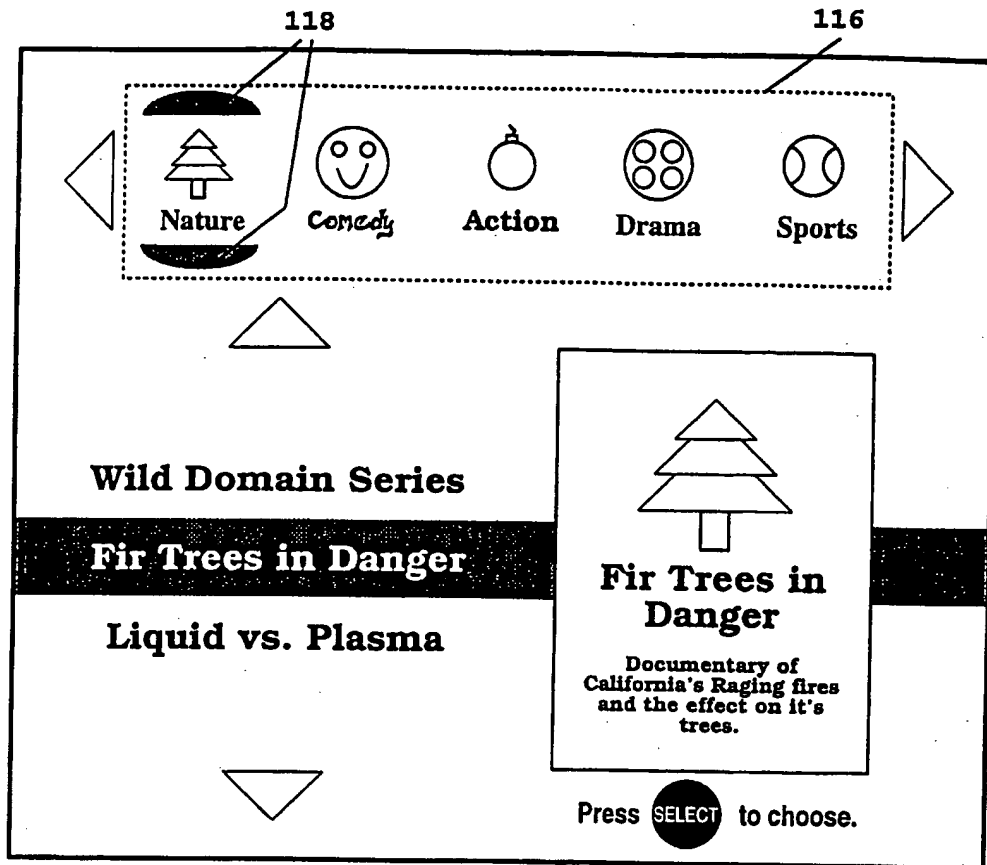 118
116
Nature
Comedy
Action
Drama
Sports
Wild Domain Series
Fir Trees in Danger
Liquid vs. Plasma
Fir Trees in
Danger
Documentary of
California's Raging fires
and the effect on it's
trees.
Press SELECT to choose.